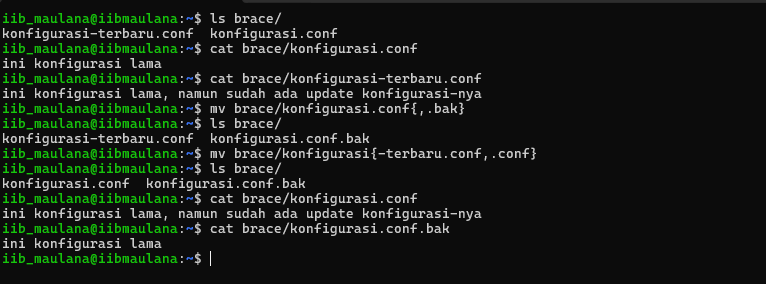 iib_maulana@iibmaulana:~$ ls brace/
konfigurasi-terbaru.conf  konfigurasi.conf
iib_maulana@iibmaulana:~$ cat brace/konfigurasi.conf
ini konfigurasi lama
iib_maulana@iibmaulana:~$ cat brace/konfigurasi-terbaru.conf
ini konfigurasi lama, namun sudah ada update konfigurasi-nya
iib_maulana@iibmaulana:~$ mv brace/konfigurasi.conf{,.bak}
iib_maulana@iibmaulana:~$ ls brace/
konfigurasi-terbaru.conf  konfigurasi.conf.bak
iib_maulana@iibmaulana:~$ mv brace/konfigurasi{-terbaru.conf,.conf}
iib_maulana@iibmaulana:~$ ls brace/
konfigurasi.conf  konfigurasi.conf.bak
iib_maulana@iibmaulana:~$ cat brace/konfigurasi.conf
ini konfigurasi lama, namun sudah ada update konfigurasi-nya
iib_maulana@iibmaulana:~$ cat brace/konfigurasi.conf.bak
ini konfigurasi lama
iib_maulana@iibmaulana:~$